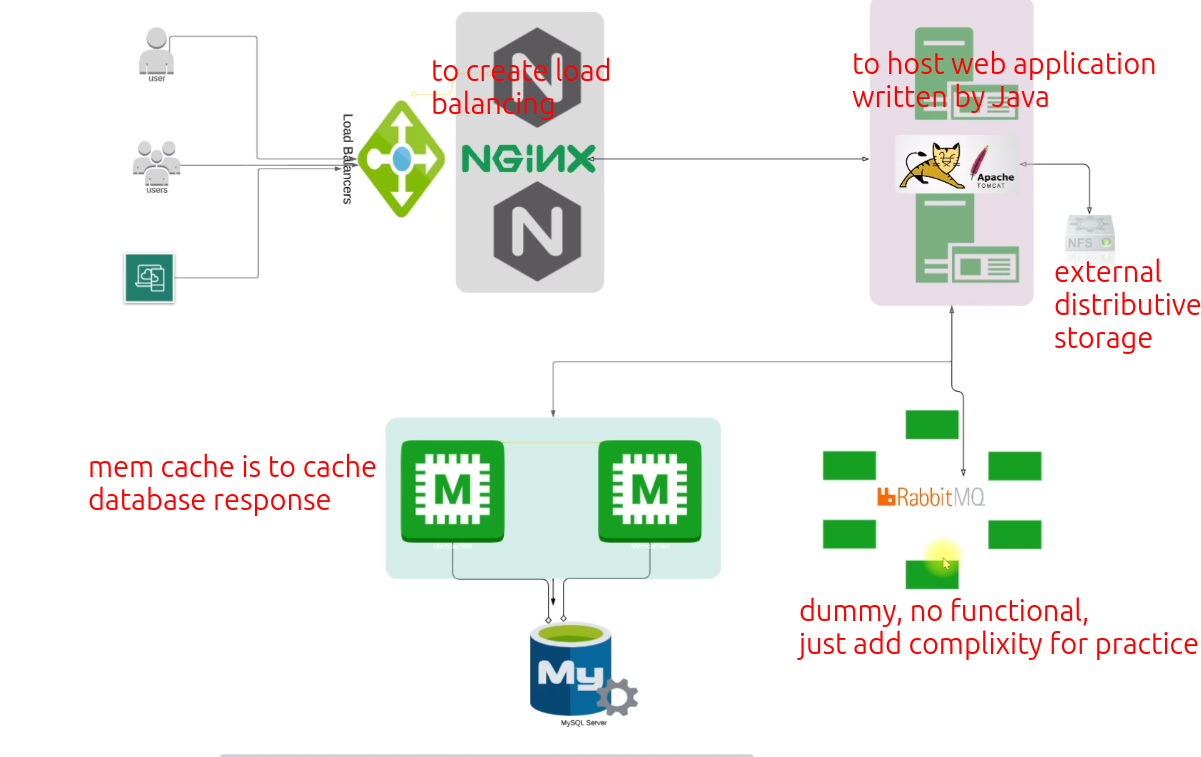 user
users
Load Balancers
to create load
balancing
NGINX
to host web application
written by Java
Apache
TOMCAT
NFS
external
distributive
storage
mem cache is to cache
database response
M
M
RabbitMQ
dummy, no functional,
just add complixity for practice
My
MySQL Server